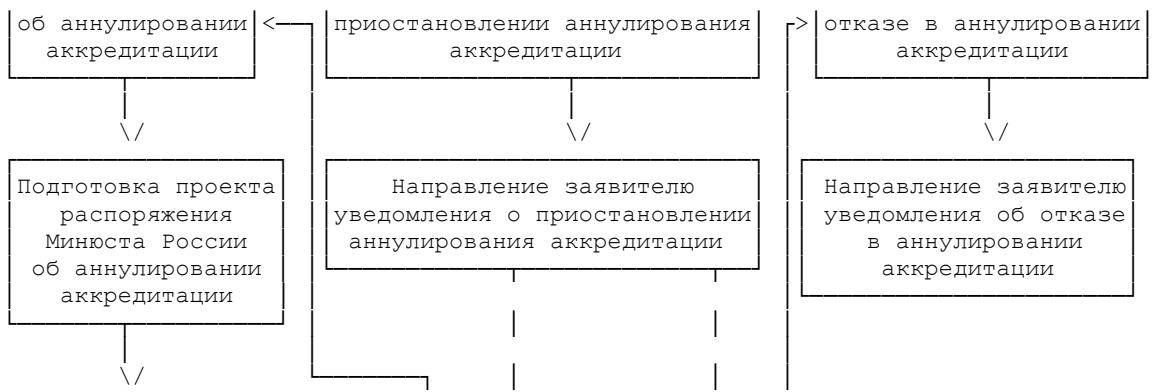 об аннулировании
аккредитации
приостановлении аннулирования
аккредитации
отказе в аннулировании
аккредитации
Подготовка проекта
распоряжения
Минюста России
об аннулировании
аккредитации
Направление заявителю
уведомления о приостановлении
аннулирования аккредитации
Направление заявителю
уведомления об отказе
в аннулировании
аккредитации